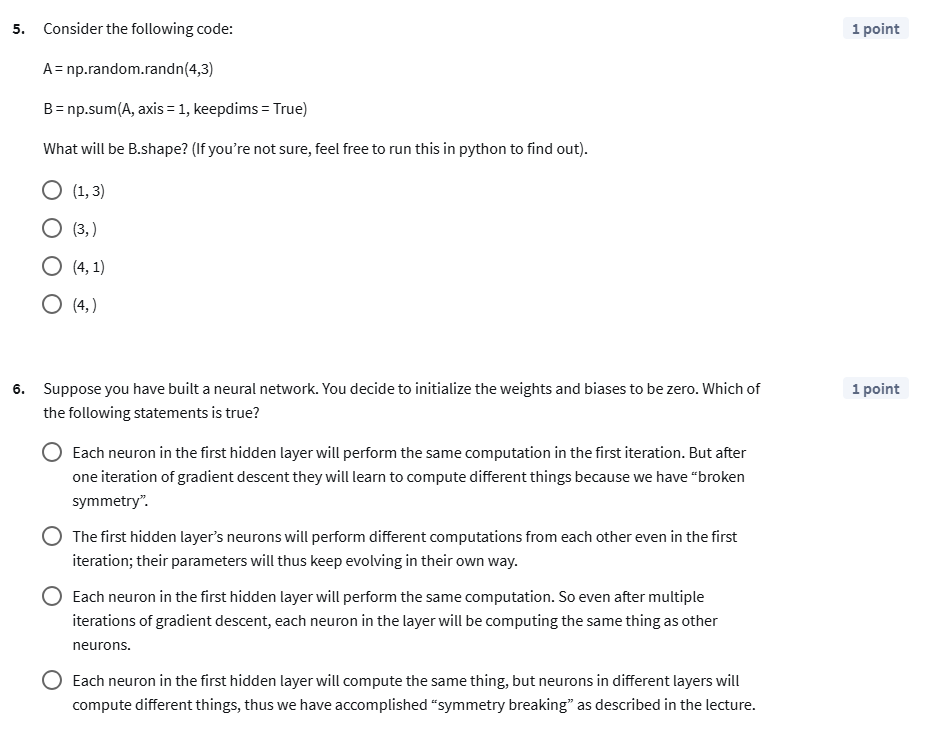 5. Consider the following code: 1 point
A = np.random.randn(4,3)
B = np.sum(A, axis = 1, keepdims = True)
What will be B.shape? (If you’re not sure, feel free to run this in python to find out).
(1, 3)
(3, )
(4, 1)
(4, )
6. Suppose you have built a neural network. You decide to initialize the weights and biases to be zero. Which of 1 point
the following statements is true?
Each neuron in the first hidden layer will perform the same computation in the first iteration. But after
one iteration of gradient descent they will learn to compute different things because we have “broken
symmetry”.
The first hidden layer’s neurons will perform different computations from each other even in the first
iteration; their parameters will thus keep evolving in their own way.
Each neuron in the first hidden layer will perform the same computation. So even after multiple
iterations of gradient descent, each neuron in the layer will be computing the same thing as other
neurons.
Each neuron in the first hidden layer will compute the same thing, but neurons in different layers will
compute different things, thus we have accomplished “symmetry breaking” as described in the lecture.